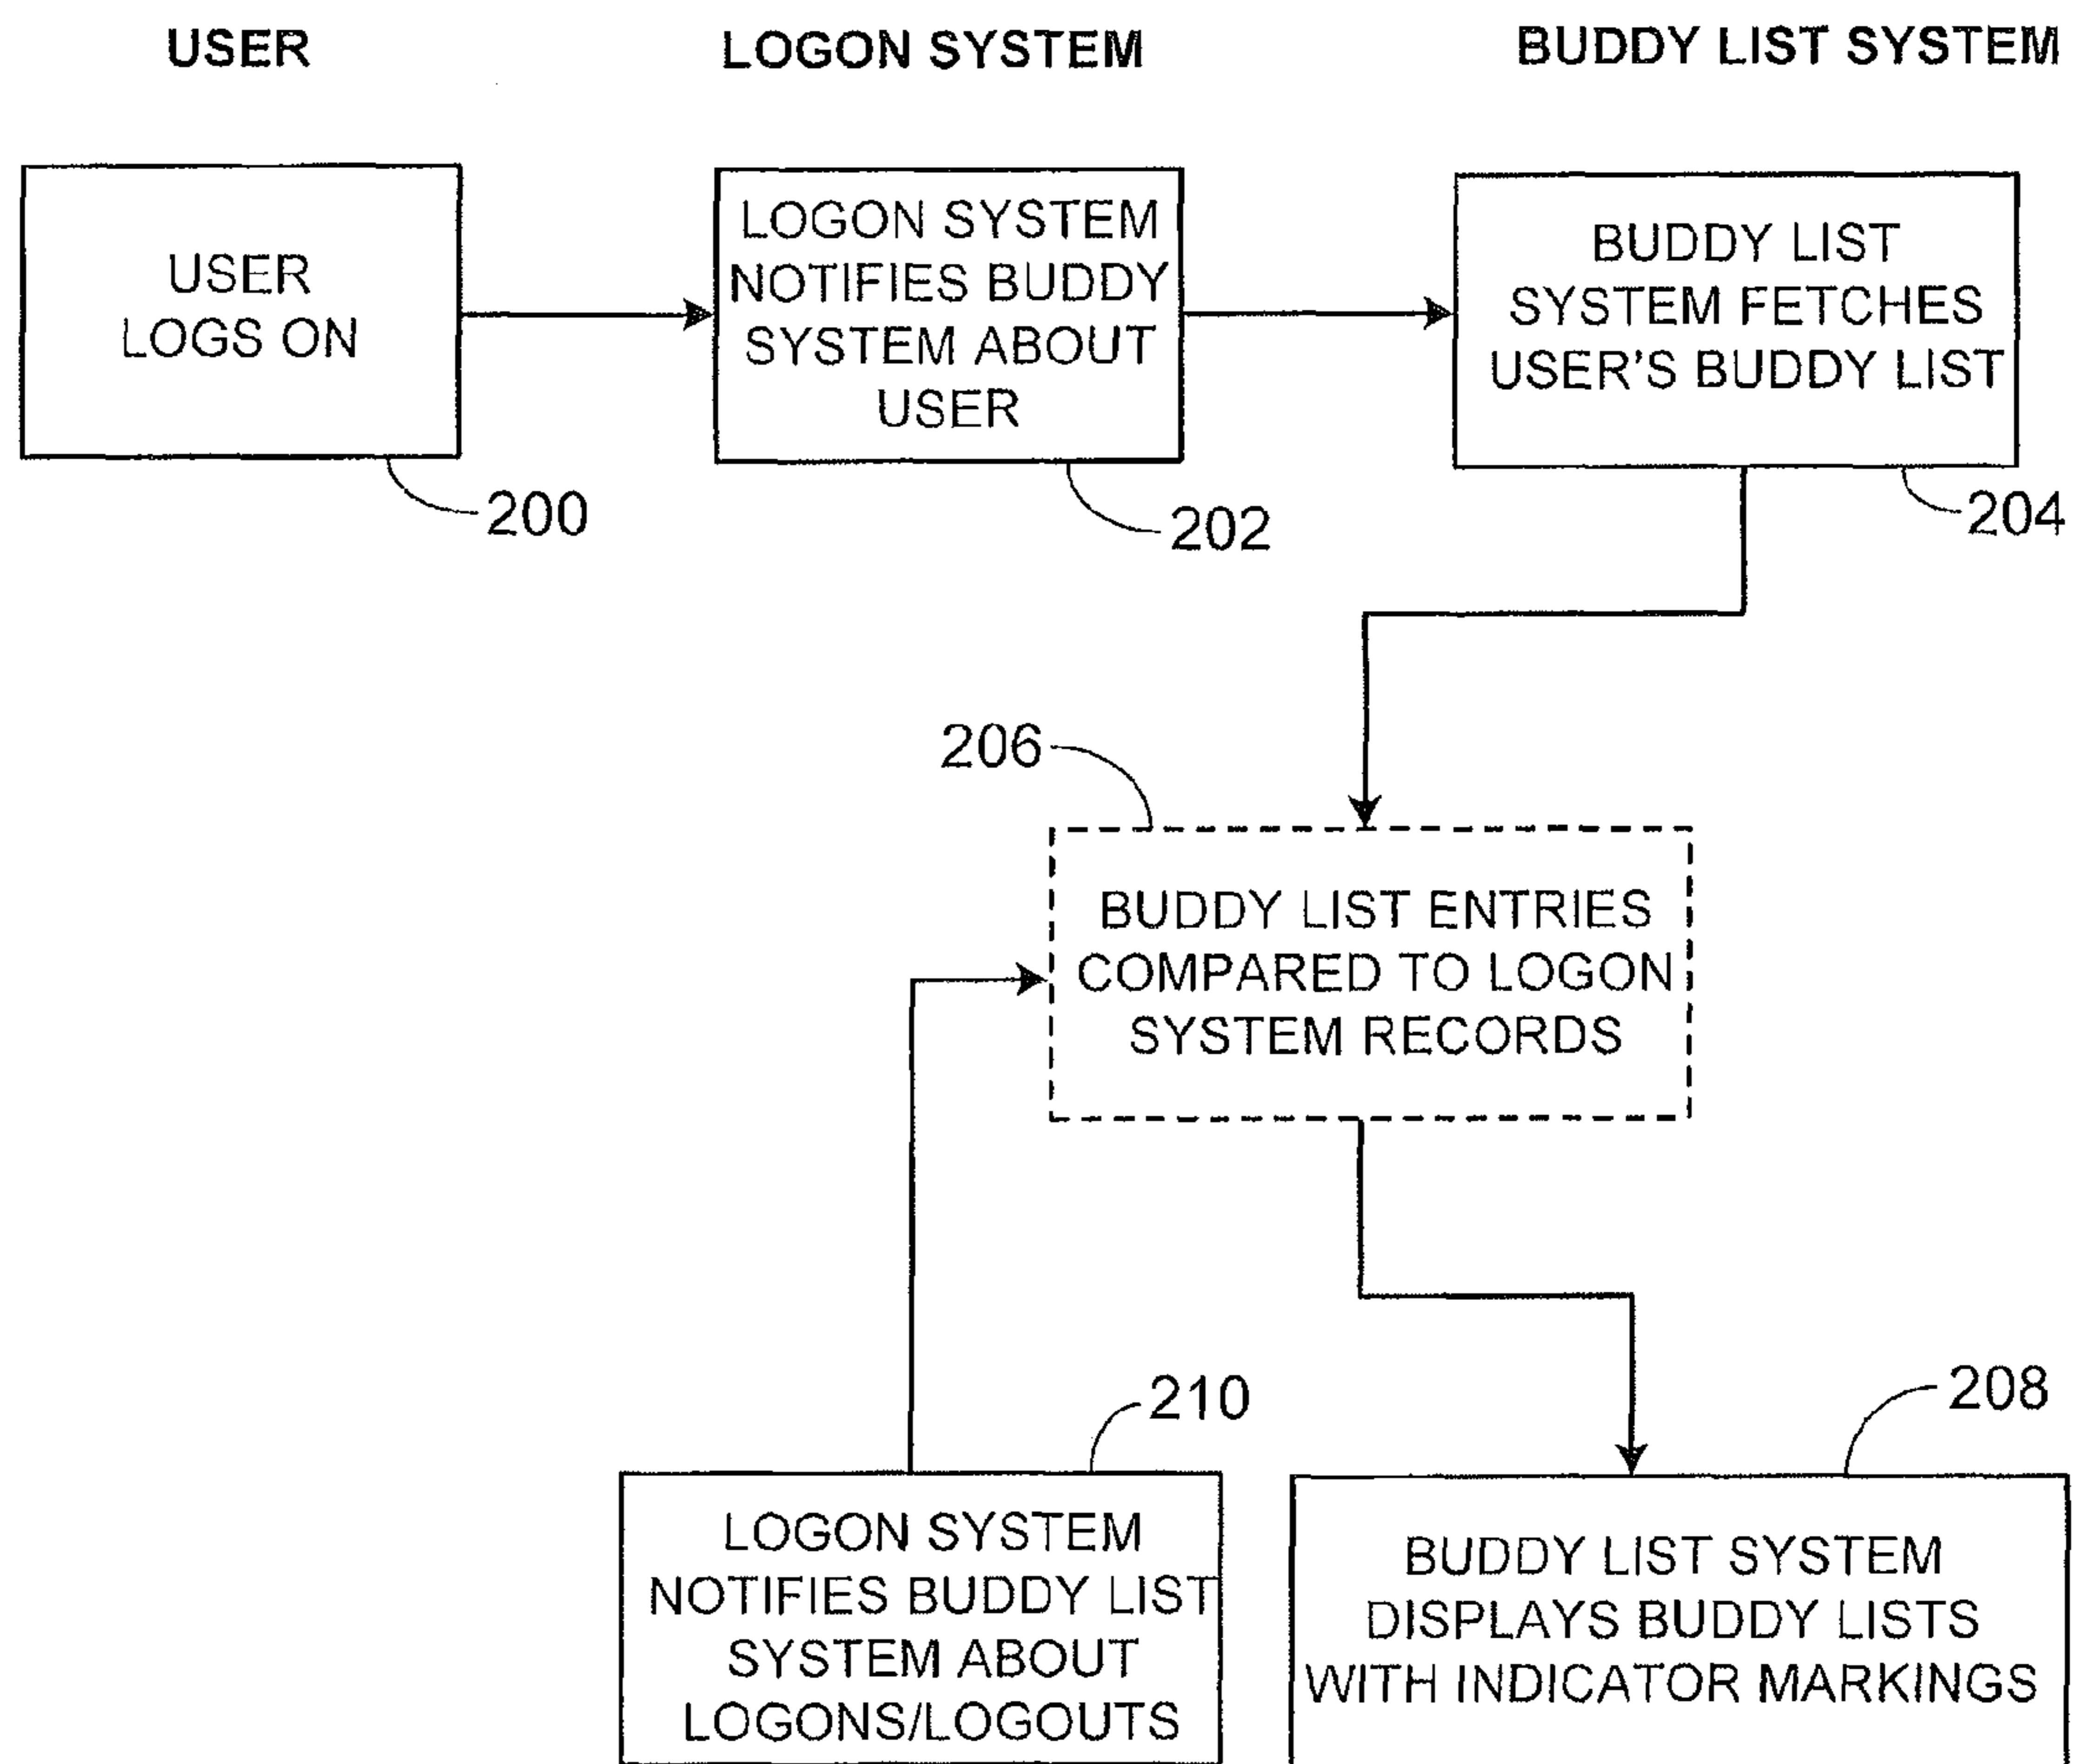 USER
LOGON SYSTEM
BUDDY LIST SYSTEM
USER
LOGS ON
200
LOGON SYSTEM
NOTIFIES BUDDY
SYSTEM ABOUT
USER
202
BUDDY LIST
SYSTEM FETCHES
USER'S BUDDY LIST
204
206
BUDDY LIST ENTRIES
COMPARED TO LOGON
SYSTEM RECORDS
210
LOGON SYSTEM
NOTIFIES BUDDY LIST
SYSTEM ABOUT
LOGONS/LOGOUTS
208
BUDDY LIST SYSTEM
DISPLAYS BUDDY LISTS
WITH INDICATOR MARKINGS